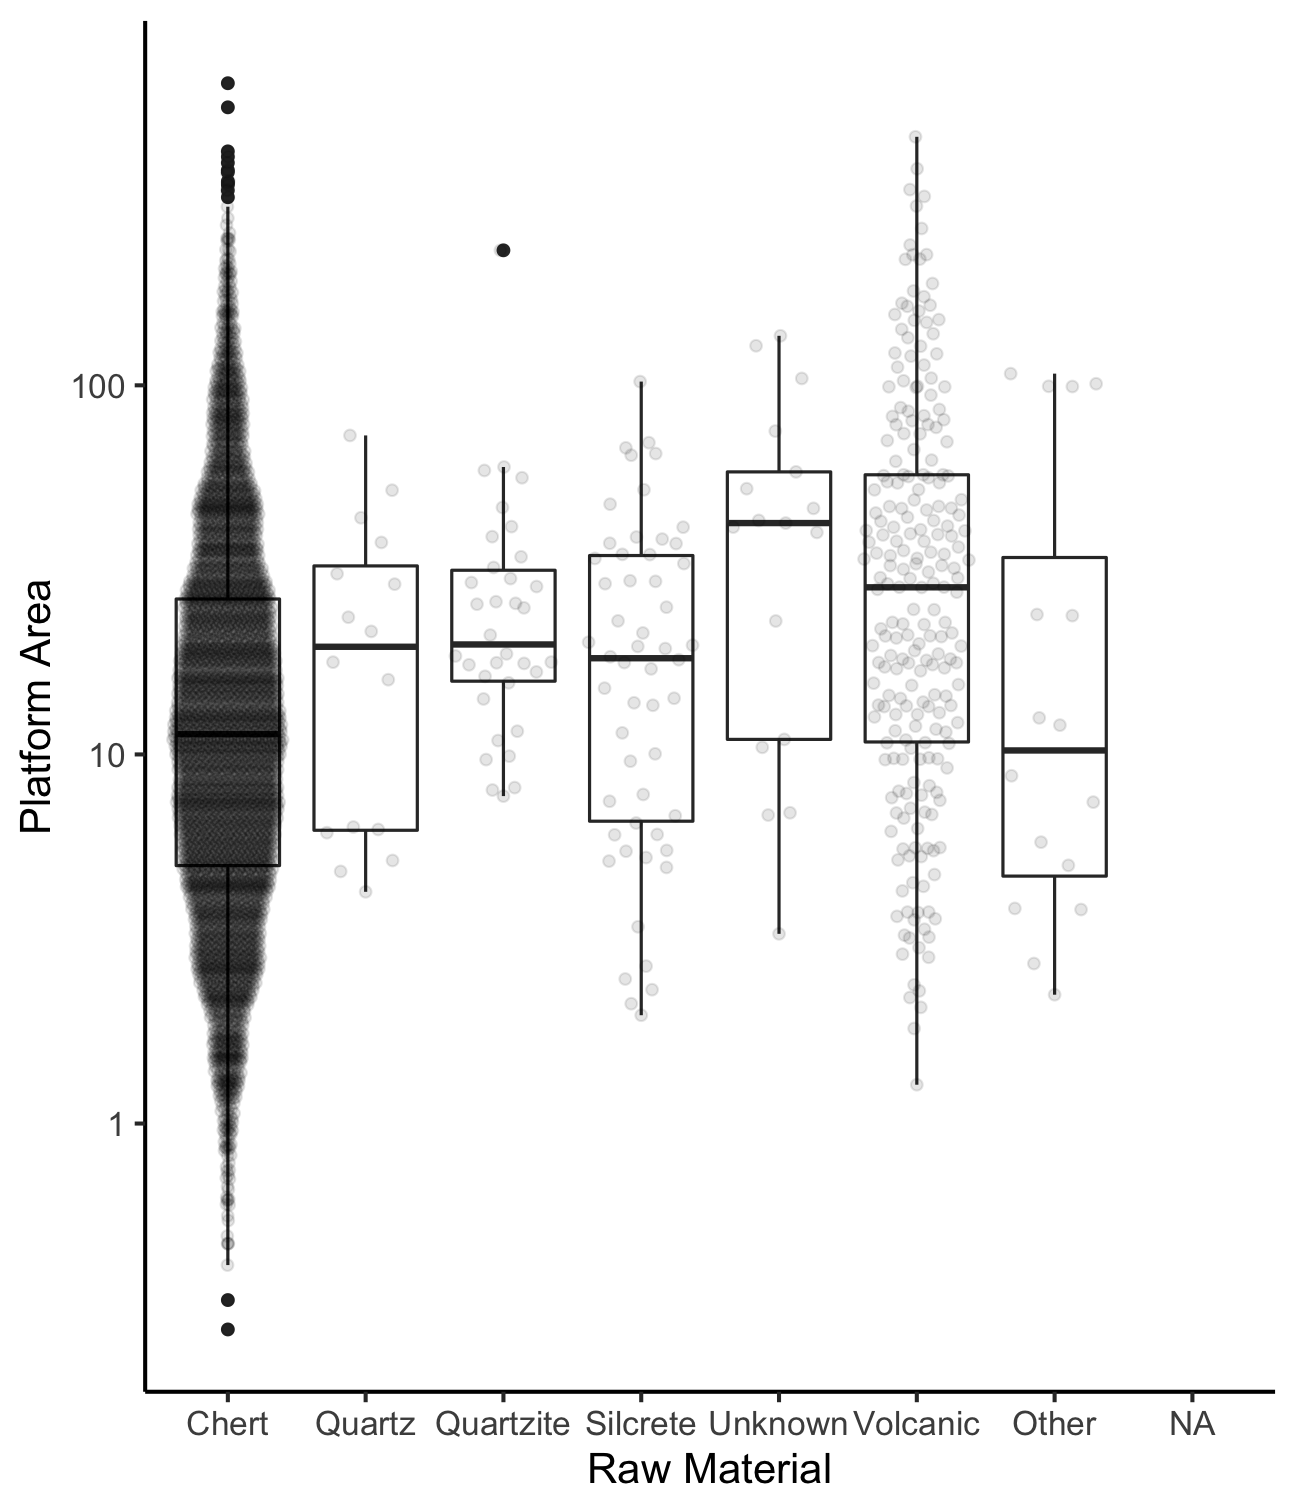 Platform Area
100
10
1
Chert Quartz Quartzite Silcrete Unknown Volcanic Other NA
Raw Material